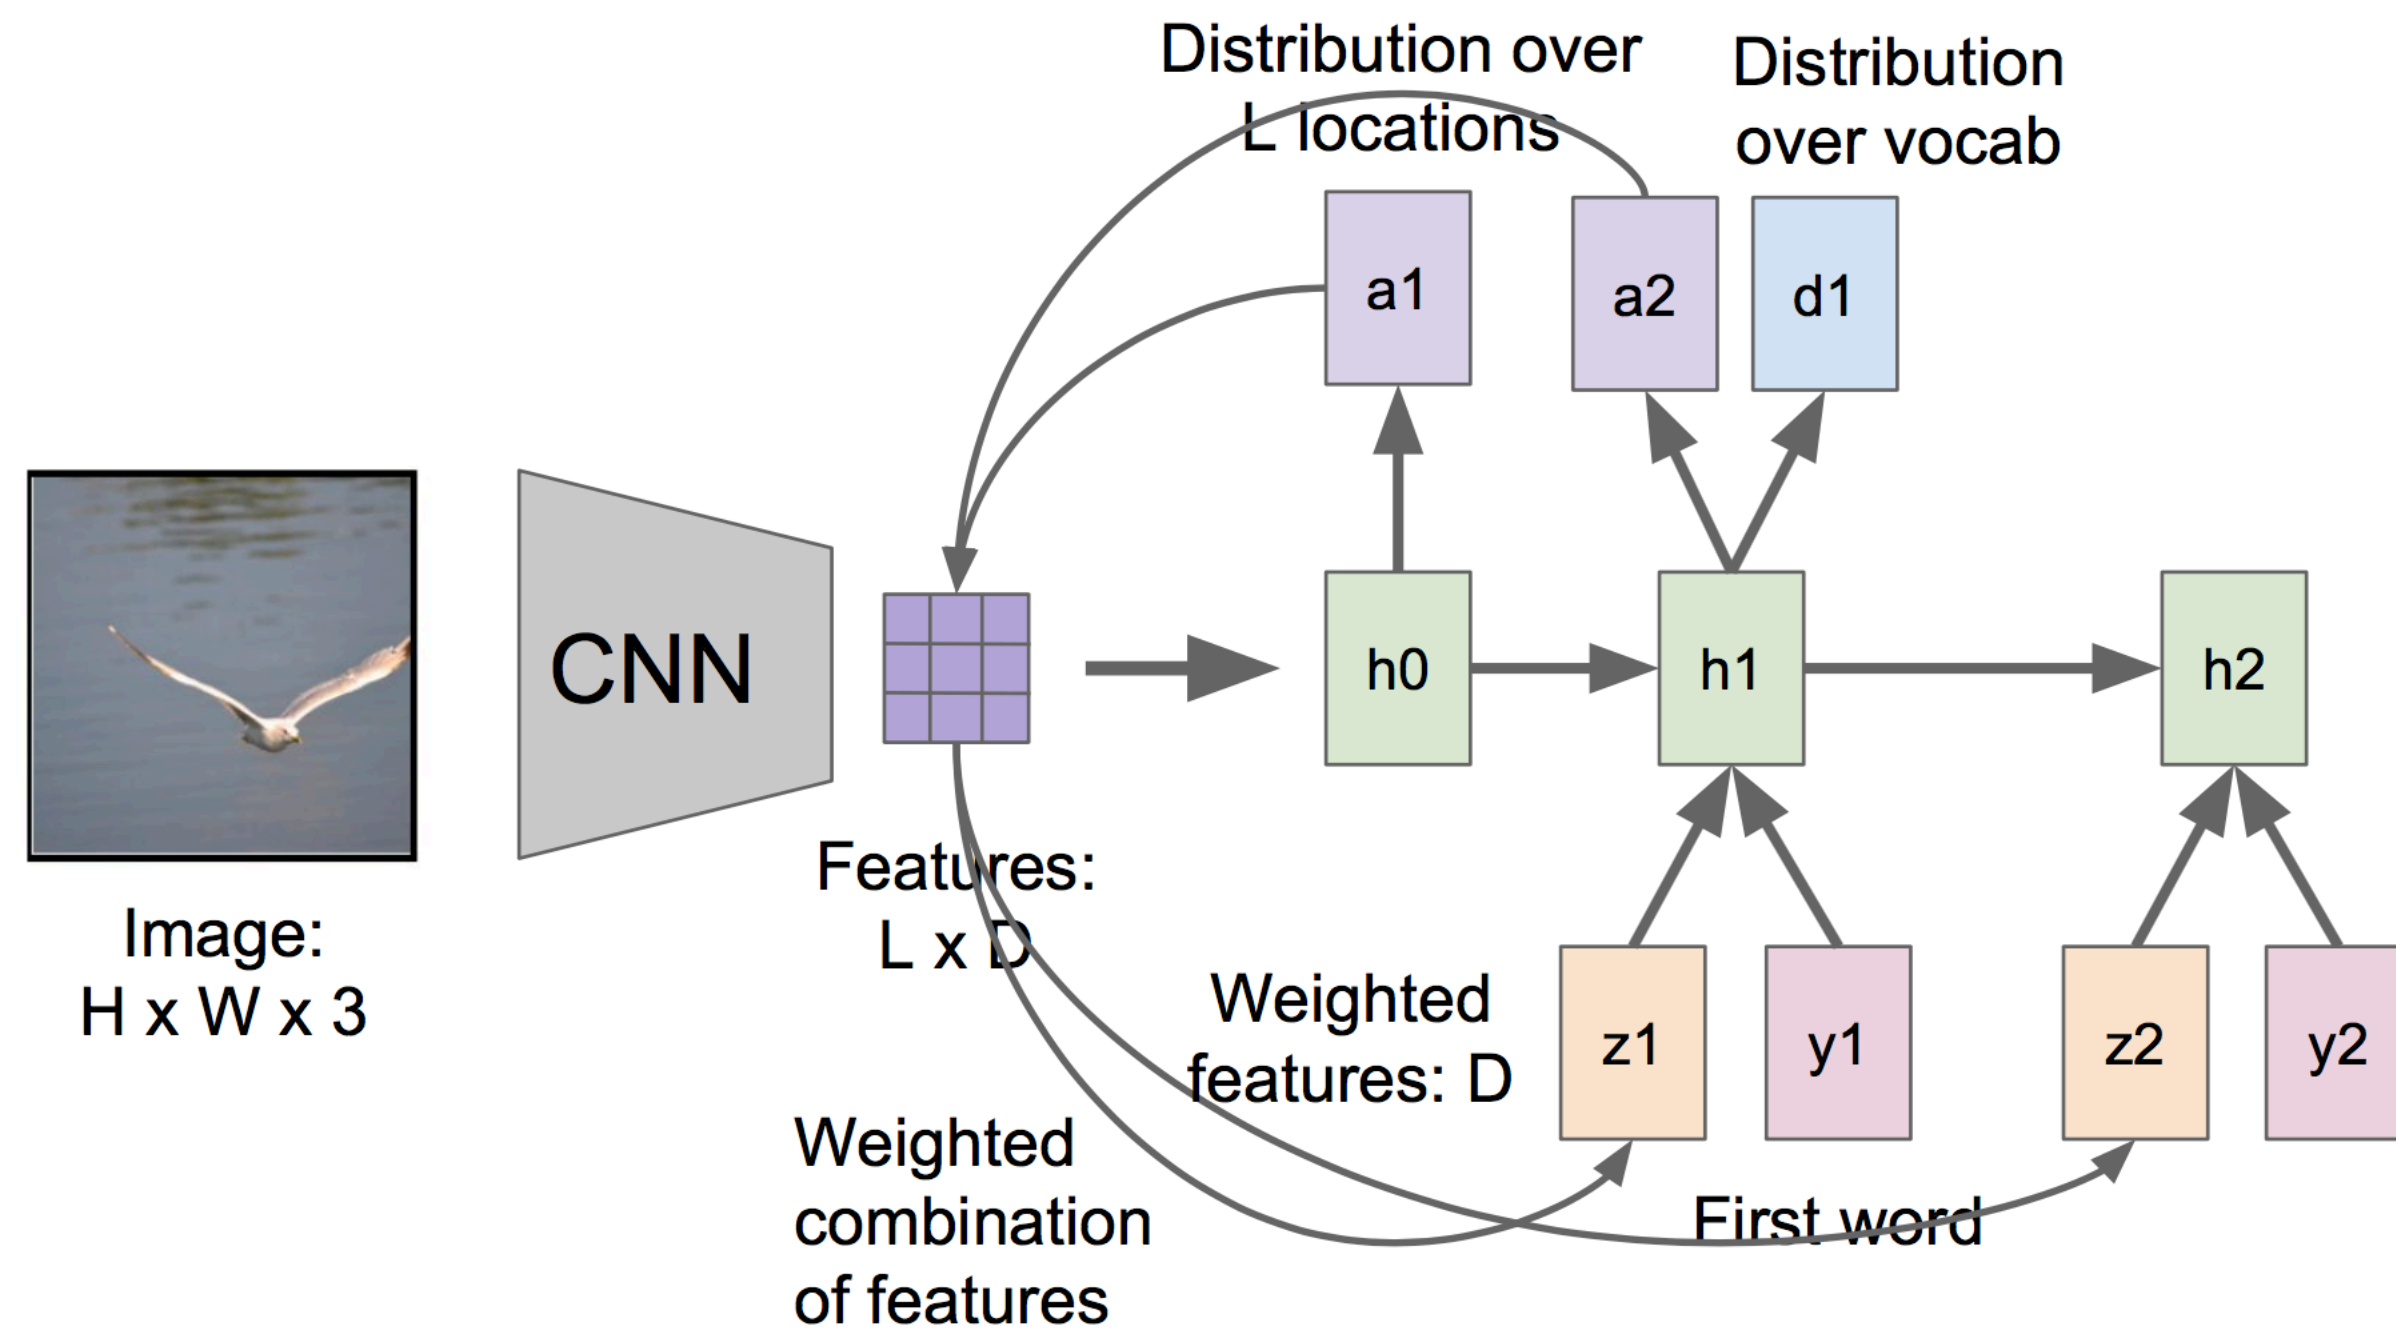 Distribution over
L locations
Distribution
over vocab
a1
a2
d1
CNN
h0
h1
h2
Features:
L x D
Image:
H x W x 3
Weighted
features: D
z1
y1
z2
y2
Weighted
combination
of features
First word